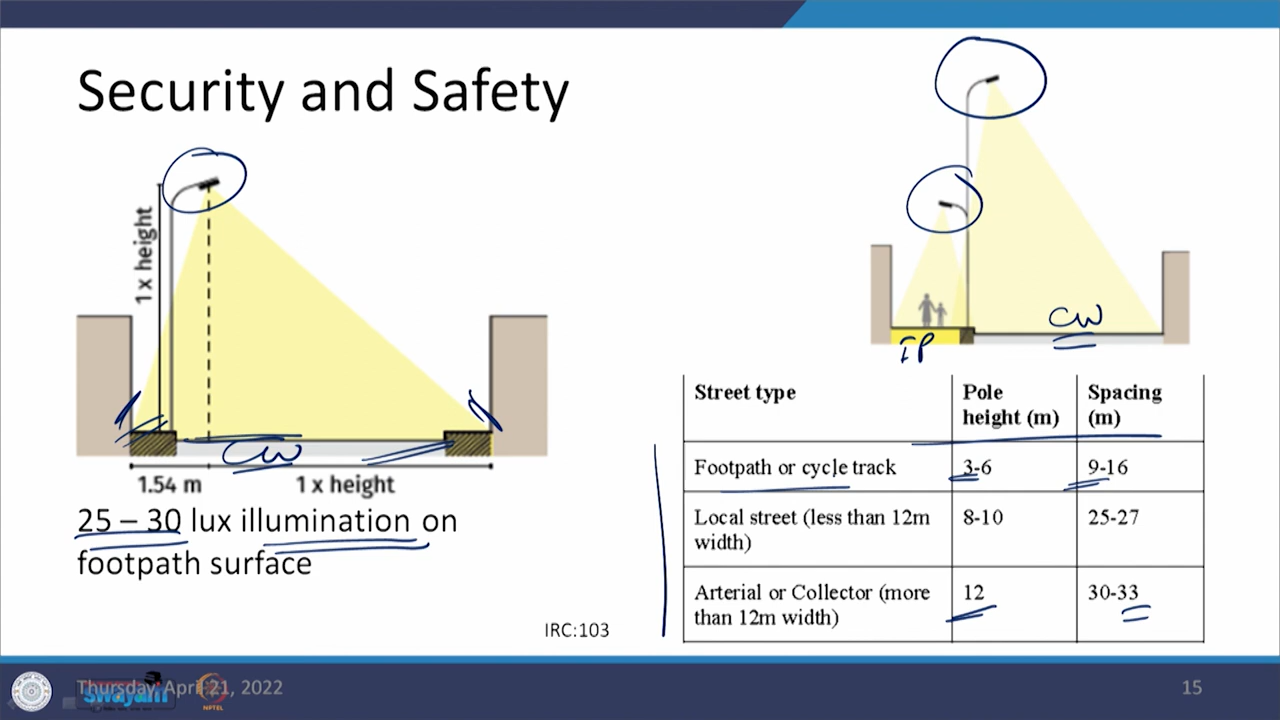 Security and Safety
1 x height
CW
1.54 m
1 x height
25 – 30 lux illumination on
footpath surface
IRC:103
CW
FP
Street type Pole height (m) Spacing (m)
Footpath or cycle track 3-6 9-16
Local street (less than 12m width) 8-10 25-27
Arterial or Collector (more than 12m width) 12 30-33
Thursday, April 21, 2022
swayam
NPTEL
15